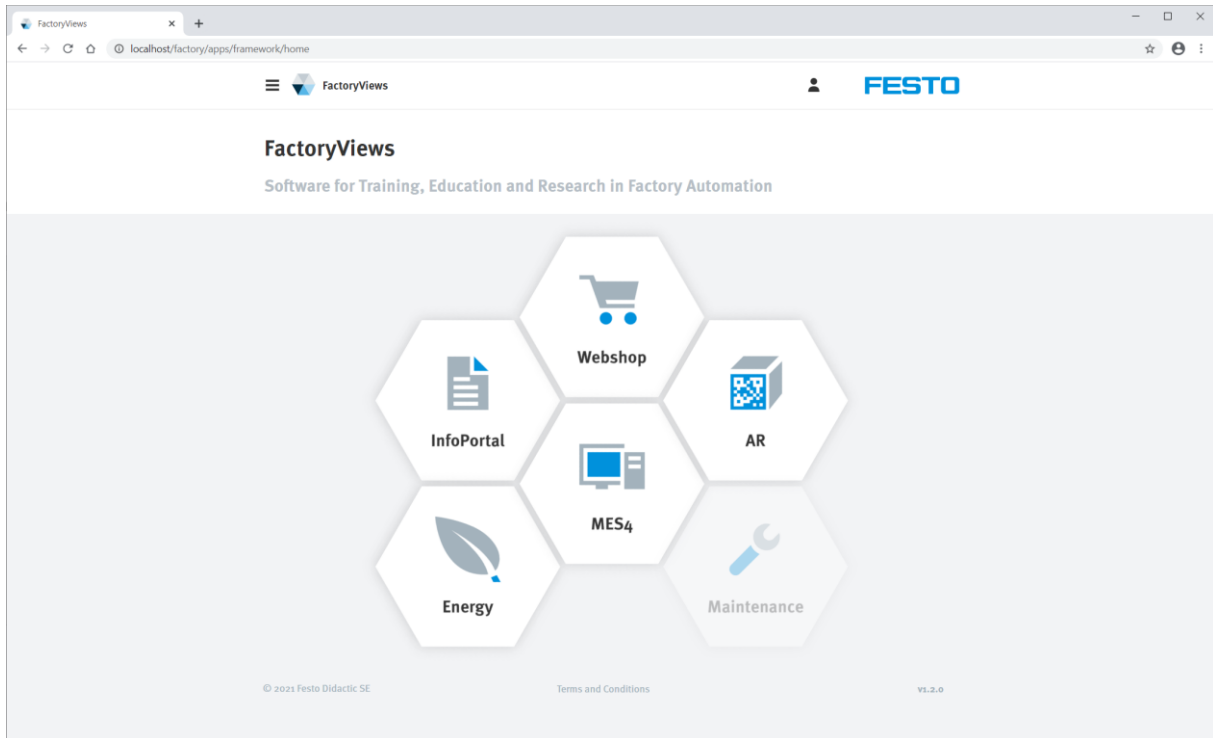 FactoryViews
localhost/factory/apps/framework/home
FactoryViews
FESTO
FactoryViews
Software for Training, Education and Research in Factory Automation
Webshop
InfoPortal
AR
MES4
Energy
Maintenance
© 2021 Festo Didactic SE
Terms and Conditions
v1.2.0